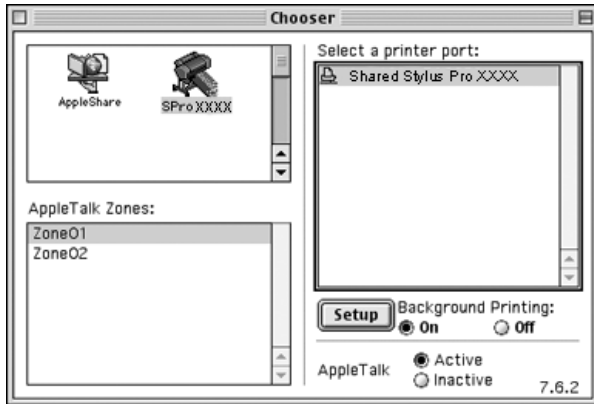 Chooser
AppleShare
SPro XXXX
AppleTalk Zones:
Zone01
Zone02
Select a printer port:
Shared Stylus Pro XXXX
Setup
Background Printing:
On
Off
AppleTalk
Active
Inactive
7.6.2